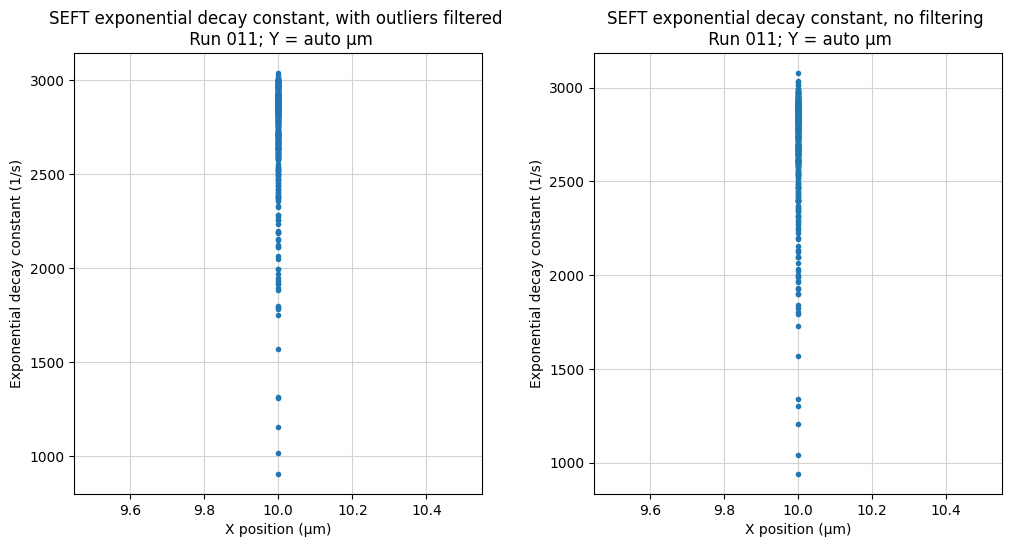 SEFT exponential decay constant, with outliers filtered
Run 011; Y = auto μm
3000
2500
2000
1500
1000
Exponential decay constant (1/s)
9.6
9.8
10.0
10.2
10.4
X position (μm)
SEFT exponential decay constant, no filtering
Run 011; Y = auto μm
3000
2500
2000
1500
1000
Exponential decay constant (1/s)
9.6
9.8
10.0
10.2
10.4
X position (μm)